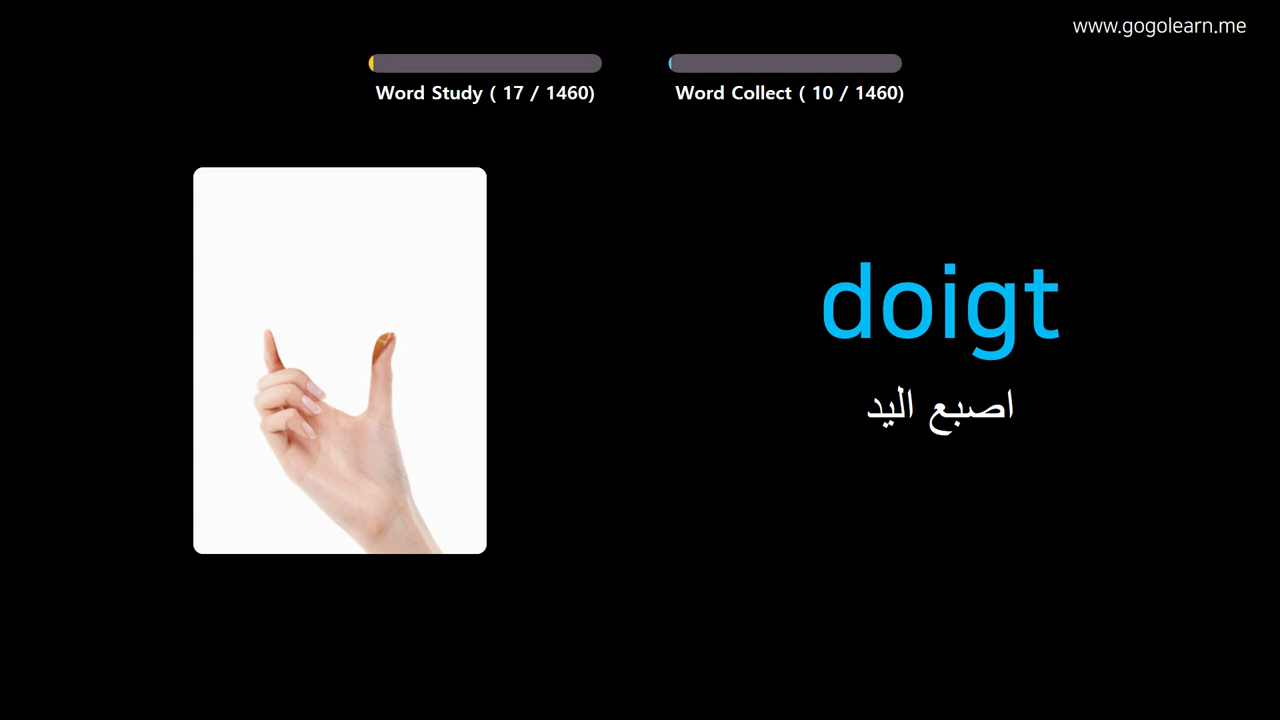 www.gogolearn.me
Word Study ( 17 / 1460)
Word Collect ( 10 / 1460)
doigt
اصبع اليد